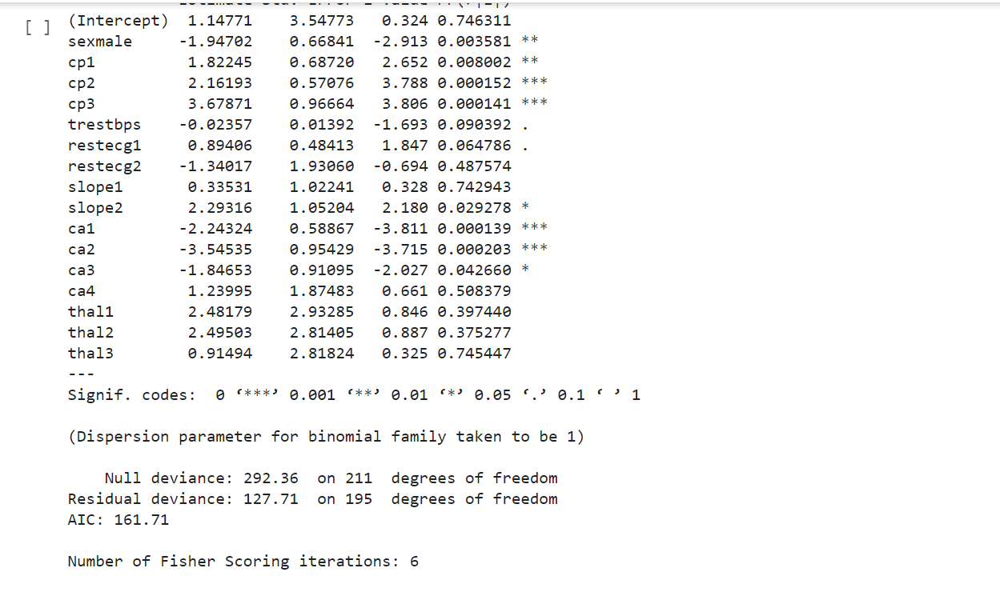 [ ]
(Intercept)  1.14771    3.54773   0.324 0.746311
sexmale     -1.94702    0.66841  -2.913 0.003581 **
cp1          1.82245    0.68720   2.652 0.008002 **
cp2          2.16193    0.57076   3.788 0.000152 ***
cp3          3.67871    0.96664   3.806 0.000141 ***
trestbps    -0.02357    0.01392  -1.693 0.090392 .
restecg1     0.89406    0.48413   1.847 0.064786 .
restecg2    -1.34017    1.93060  -0.694 0.487574
slope1       0.33531    1.02241   0.328 0.742943
slope2       2.29316    1.05204   2.180 0.029278 *
ca1         -2.24324    0.58867  -3.811 0.000139 ***
ca2         -3.54535    0.95429  -3.715 0.000203 ***
ca3         -1.84653    0.91095  -2.027 0.042660 *
ca4          1.23995    1.87483   0.661 0.508379
thal1        2.48179    2.93285   0.846 0.397440
thal2        2.49503    2.81405   0.887 0.375277
thal3        0.91494    2.81824   0.325 0.745447
---
Signif. codes:  0 ‘***’ 0.001 ‘**’ 0.01 ‘*’ 0.05 ‘.’ 0.1 ‘ ’ 1
(Dispersion parameter for binomial family taken to be 1)
Null deviance: 292.36  on 211  degrees of freedom
Residual deviance: 127.71  on 195  degrees of freedom
AIC: 161.71
Number of Fisher Scoring iterations: 6